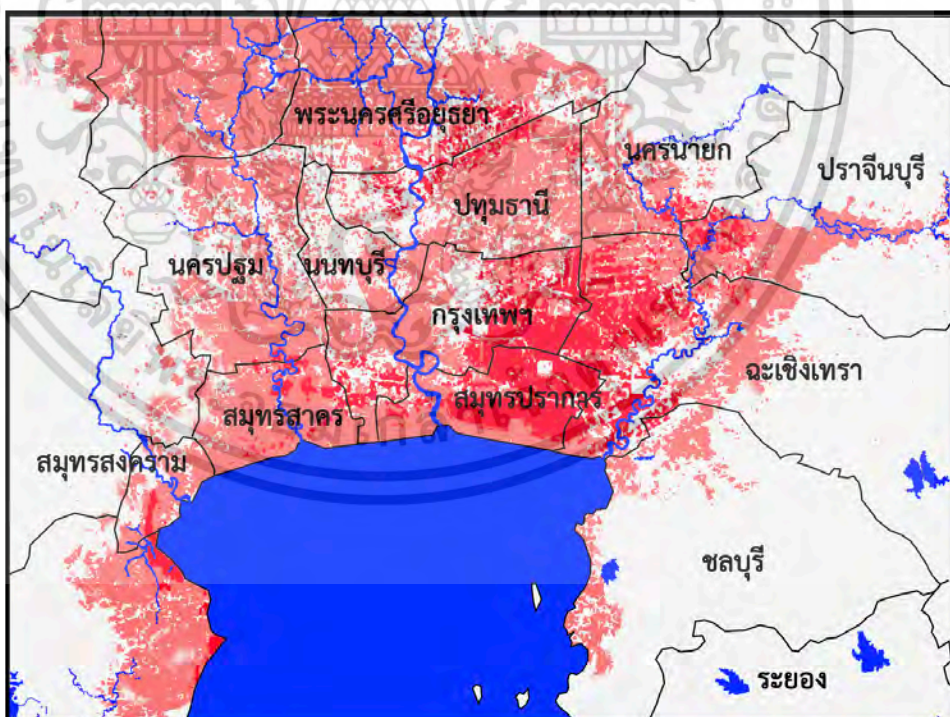 พระนครศรีอยุธยา
นครนายก
ปราจีนบุรี
ปทุมธานี
นครปฐม
นนทบุรี
กรุงเทพฯ
ฉะเชิงเทรา
สมุทรปราการ
สมุทรสาคร
สมุทรสงคราม
ชลบุรี
ระยอง